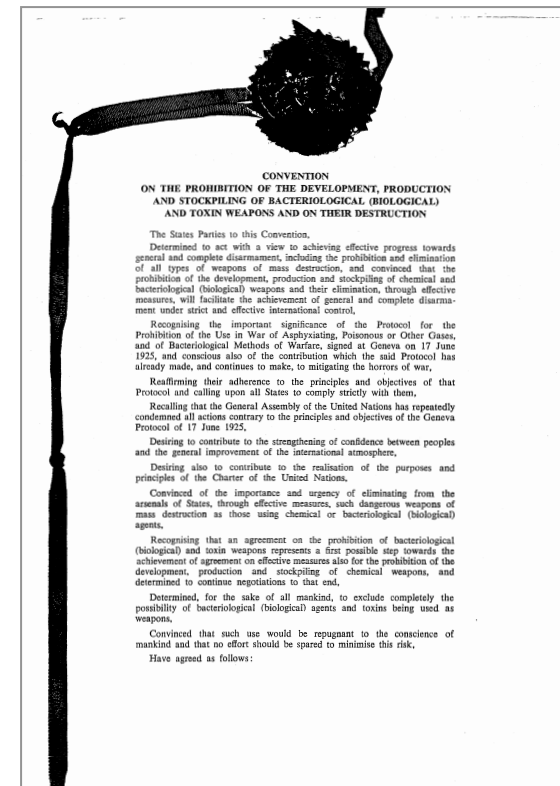 CONVENTION
ON THE PROHIBITION OF THE DEVELOPMENT, PRODUCTION
AND STOCKPILING OF BACTERIOLOGICAL (BIOLOGICAL)
AND TOXIN WEAPONS AND ON THEIR DESTRUCTION
The States Parties to this Convention,
Determined to act with a view to achieving effective progress towards
general and complete disarmament, including the prohibition and elimination
of all types of weapons of mass destruction, and convinced that the
prohibition of the development, production and stockpiling of chemical and
bacteriological (biological) weapons and their elimination, through effective
measures, will facilitate the achievement of general and complete disarma-
ment under strict and effective international control,
Recognising the important significance of the Protocol for the
Prohibition of the Use in War of Asphyxiating, Poisonous or Other Gases,
and of Bacteriological Methods of Warfare, signed at Geneva on 17 June
1925, and conscious also of the contribution which the said Protocol has
already made, and continues to make, to mitigating the horrors of war,
Reaffirming their adherence to the principles and objectives of that
Protocol and calling upon all States to comply strictly with them,
Recalling that the General Assembly of the United Nations has repeatedly
condemned all actions contrary to the principles and objectives of the Geneva
Protocol of 17 June 1925,
Desiring to contribute to the strengthening of confidence between peoples
and the general improvement of the international atmosphere,
Desiring also to contribute to the realisation of the purposes and
principles of the Charter of the United Nations,
Convinced of the importance and urgency of eliminating from the
arsenals of States, through effective measures, such dangerous weapons of
mass destruction as those using chemical or bacteriological (biological)
agents,
Recognising that an agreement on the prohibition of bacteriological
(biological) and toxin weapons represents a first possible step towards the
achievement of agreement on effective measures also for the prohibition of the
development, production and stockpiling of chemical weapons, and
determined to continue negotiations to that end,
Determined, for the sake of all mankind, to exclude completely the
possibility of bacteriological (biological) agents and toxins being used as
weapons,
Convinced that such use would be repugnant to the conscience of
mankind and that no effort should be spared to minimise this risk,
Have agreed as follows: